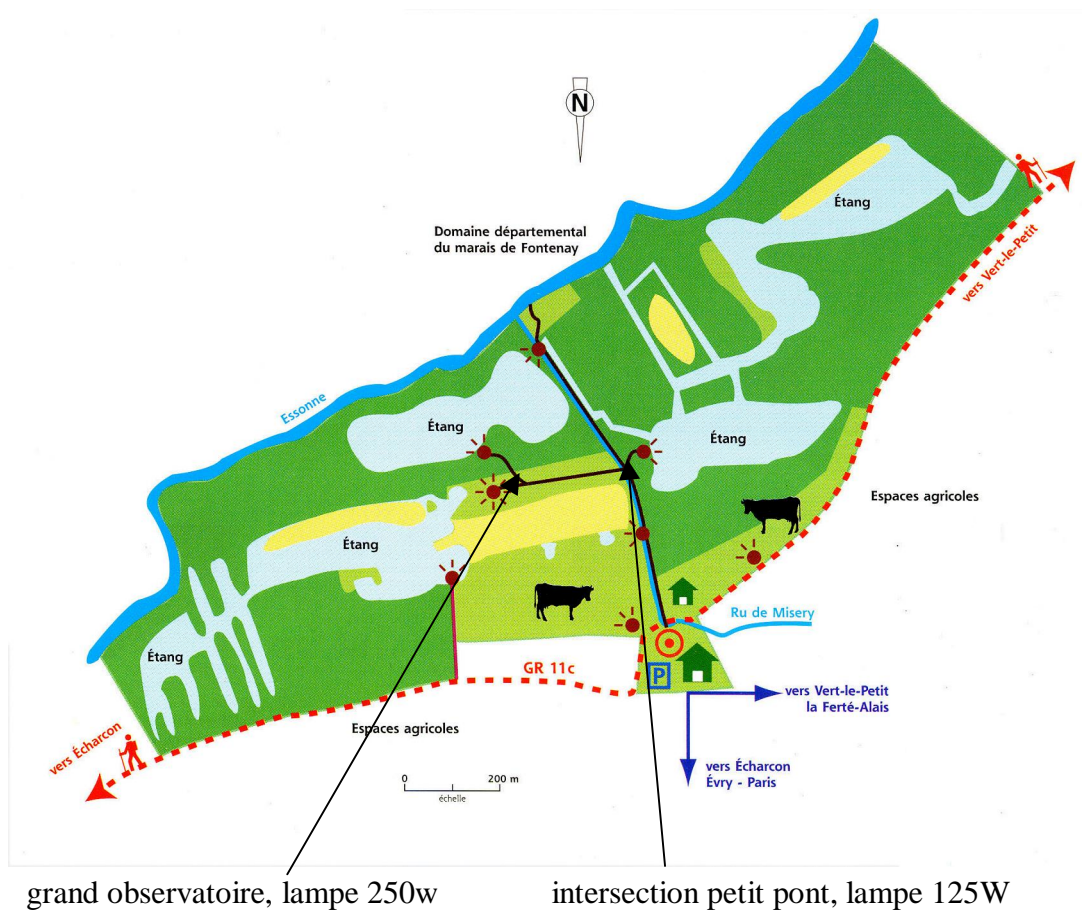 N
Étang
Domaine départemental
du marais de Fontenay
vers Vert-le-Petit
Essonne
Étang
Étang
Espaces agricoles
Étang
Ru de Misery
Étang
GR 11c
P
vers Vert-le-Petit
la Ferté-Alais
vers Écharcon
Espaces agricoles
vers Écharcon
Évry - Paris
0 200 m
échelle
grand observatoire, lampe 250w
intersection petit pont, lampe 125W